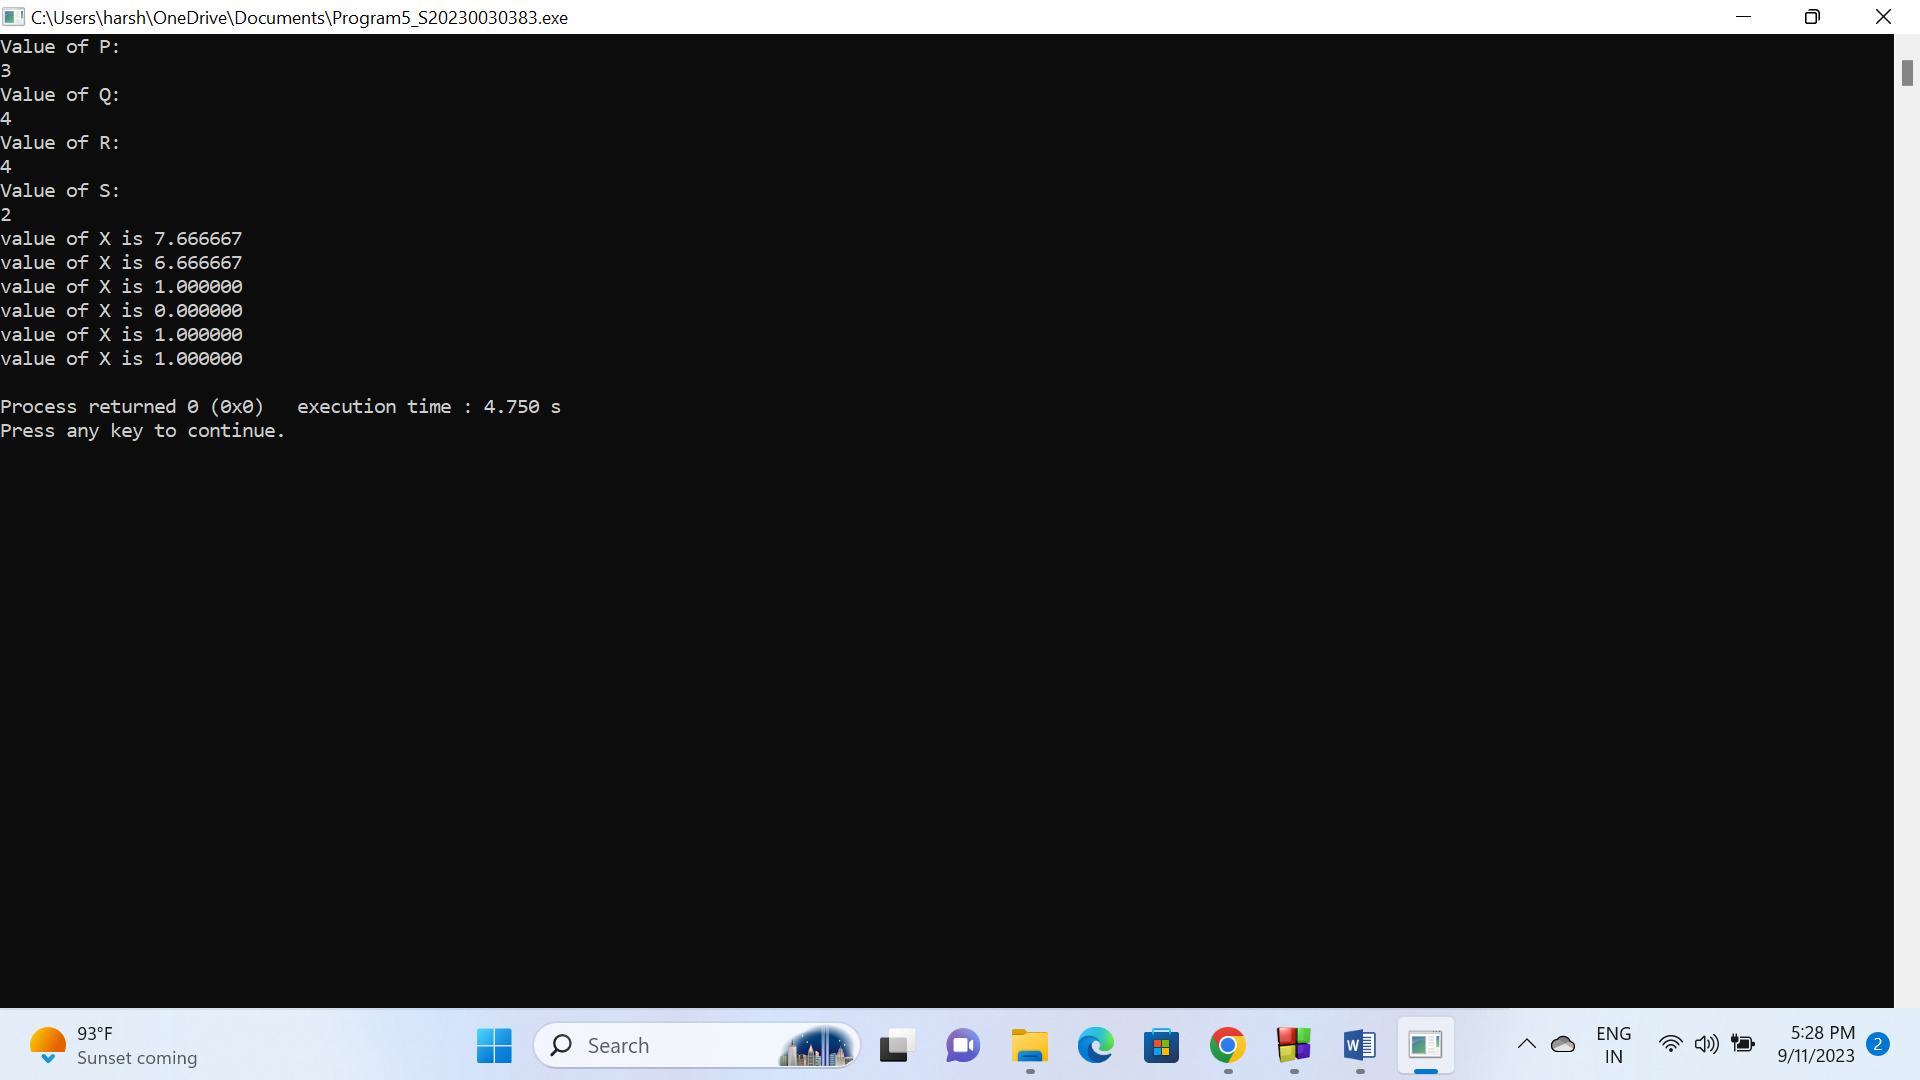 C:\Users\harsh\OneDrive\Documents\Program5_S20230030383.exe
Value of P:
3
Value of Q:
4
Value of R:
4
Value of S:
2
value of X is 7.666667
value of X is 6.666667
value of X is 1.000000
value of X is 0.000000
value of X is 1.000000
value of X is 1.000000
Process returned 0 (0x0)   execution time : 4.750 s
Press any key to continue.
93°F
Sunset coming
Search
W
ENG
IN
5:28 PM
9/11/2023
2